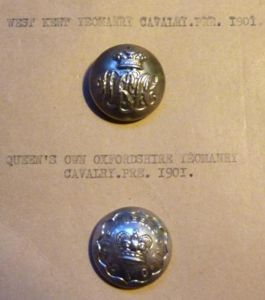 WEST KENT YEOMANRY CAVALRY.PRE. 1901.
QUEEN'S OWN OXFORDSHIRE YEOMANRY
CAVALRY.PRE. 1901.